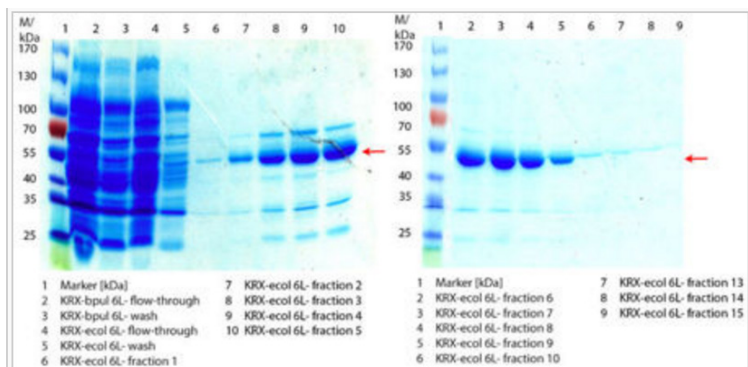 M/
kDa
1 2 3 4 5 6 7 8 9 10
170
130
100
70
55
40
35
25
1 Marker [kDa]
2 KRX-bpul 6L- flow-through
3 KRX-bpul 6L- wash
4 KRX-ecol 6L- flow-through
5 KRX-ecol 6L- wash
6 KRX-ecol 6L- fraction 1
7 KRX-ecol 6L- fraction 2
8 KRX-ecol 6L- fraction 3
9 KRX-ecol 6L- fraction 4
10 KRX-ecol 6L- fraction 5
M/
kDa
1 2 3 4 5 6 7 8 9
170
130
100
70
55
40
35
25
1 Marker [kDa]
2 KRX-ecol 6L- fraction 6
3 KRX-ecol 6L- fraction 7
4 KRX-ecol 6L- fraction 8
5 KRX-ecol 6L- fraction 9
6 KRX-ecol 6L- fraction 10
7 KRX-ecol 6L- fraction 13
8 KRX-ecol 6L- fraction 14
9 KRX-ecol 6L- fraction 15